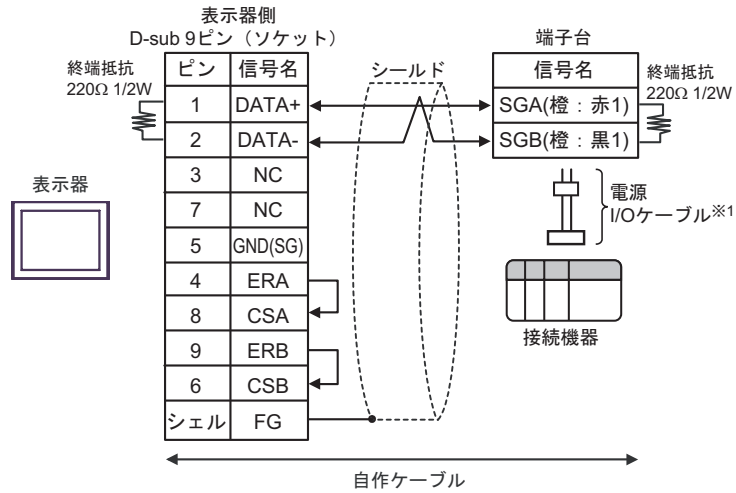 表示器側
D-sub 9ピン（ソケット）
端子台
終端抵抗
220Ω 1/2W
ピン 信号名
シールド
信号名
終端抵抗
220Ω 1/2W
1 DATA+
SGA(橙：赤1)
2 DATA-
SGB(橙：黒1)
3 NC
表示器
7 NC
電源
I/Oケーブル※1
5 GND(SG)
4 ERA
8 CSA
接続機器
9 ERB
6 CSB
シェル FG
自作ケーブル